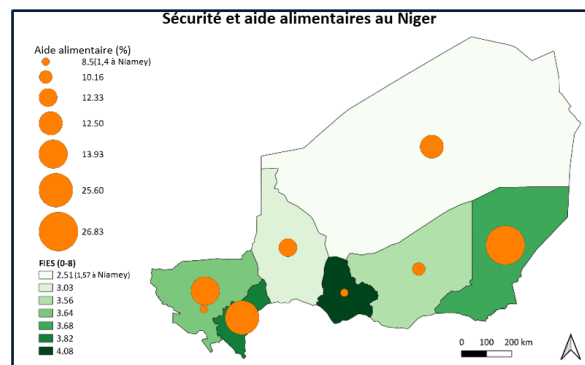 Sécurité et aide alimentaires au Niger
Aide alimentaire (%)
8.5(1,4 à Niamey)
10.16
12.33
12.50
13.93
25.60
26.83
FIES (0-8)
2.51(1,57 à Niamey)
3.03
3.56
3.64
3.68
3.82
4.08
0 100 200 km